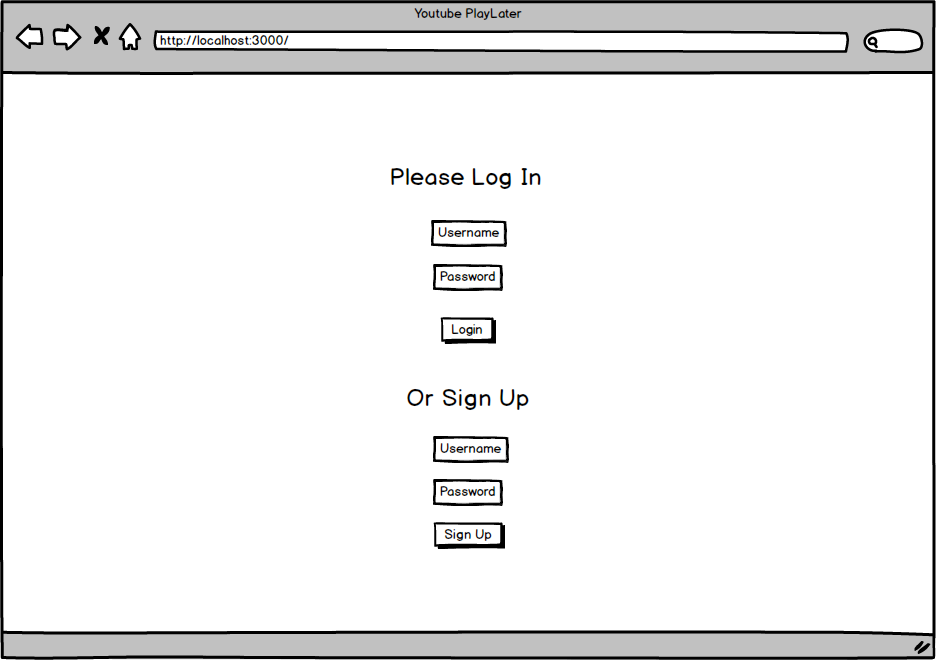 Youtube PlayLater
http://localhost:3000/
Please Log In
Username
Password
Login
Or Sign Up
Username
Password
Sign Up